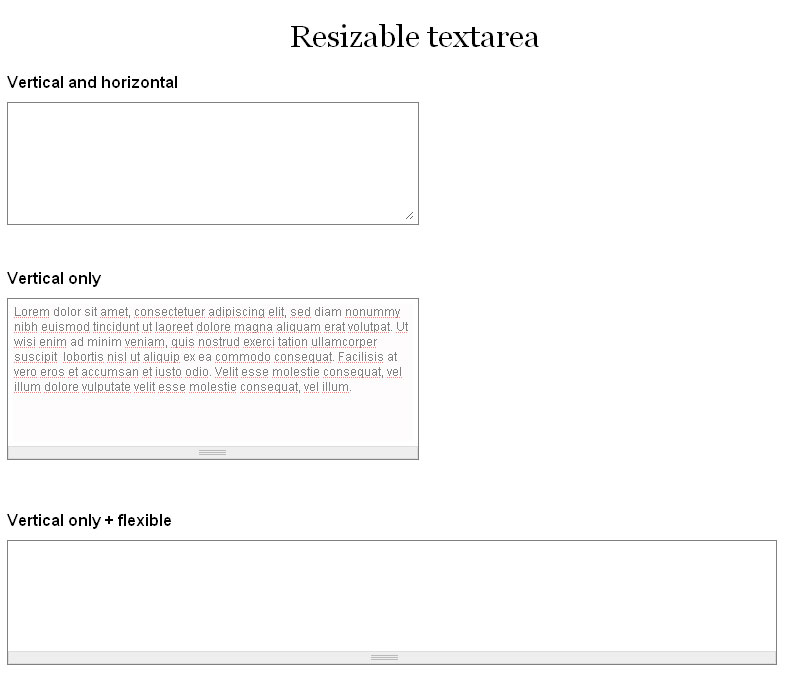 Resizable textarea
Vertical and horizontal
Vertical only
Lorem dolor sit amet, consectetuer adipiscing elit, sed diam nonummy
nibh euismod tincidunt ut laoreet dolore magna aliquam erat volutpat. Ut
wisi enim ad minim veniam, quis nostrud exerci tation ullamcorper
suscipit  lobortis nisl ut aliquip ex ea commodo consequat. Facilisis at
vero eros et accumsan et iusto odio. Velit esse molestie consequat, vel
illum dolore vulputate velit esse molestie consequat, vel illum.
Vertical only + flexible